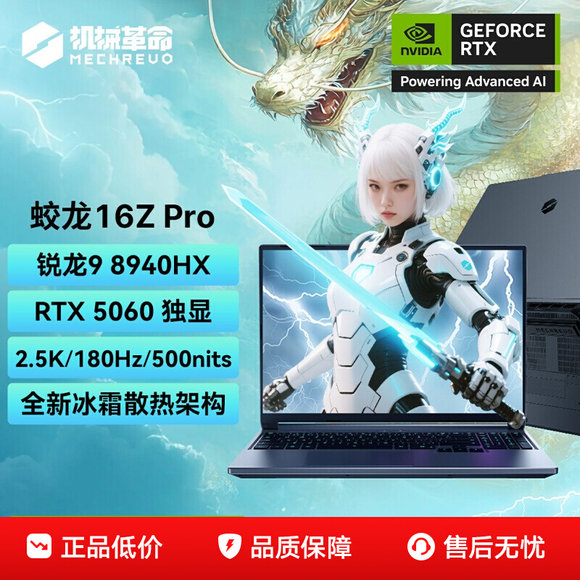 机械革命
MECHREVO
NVIDIA
GEFORCE
RTX
Powering Advanced AI
蛟龙16Z Pro
锐龙9 8940HX
RTX 5060 独显
2.5K/180Hz/500nits
全新冰霜散热架构
正品低价
品质保障
售后无忧